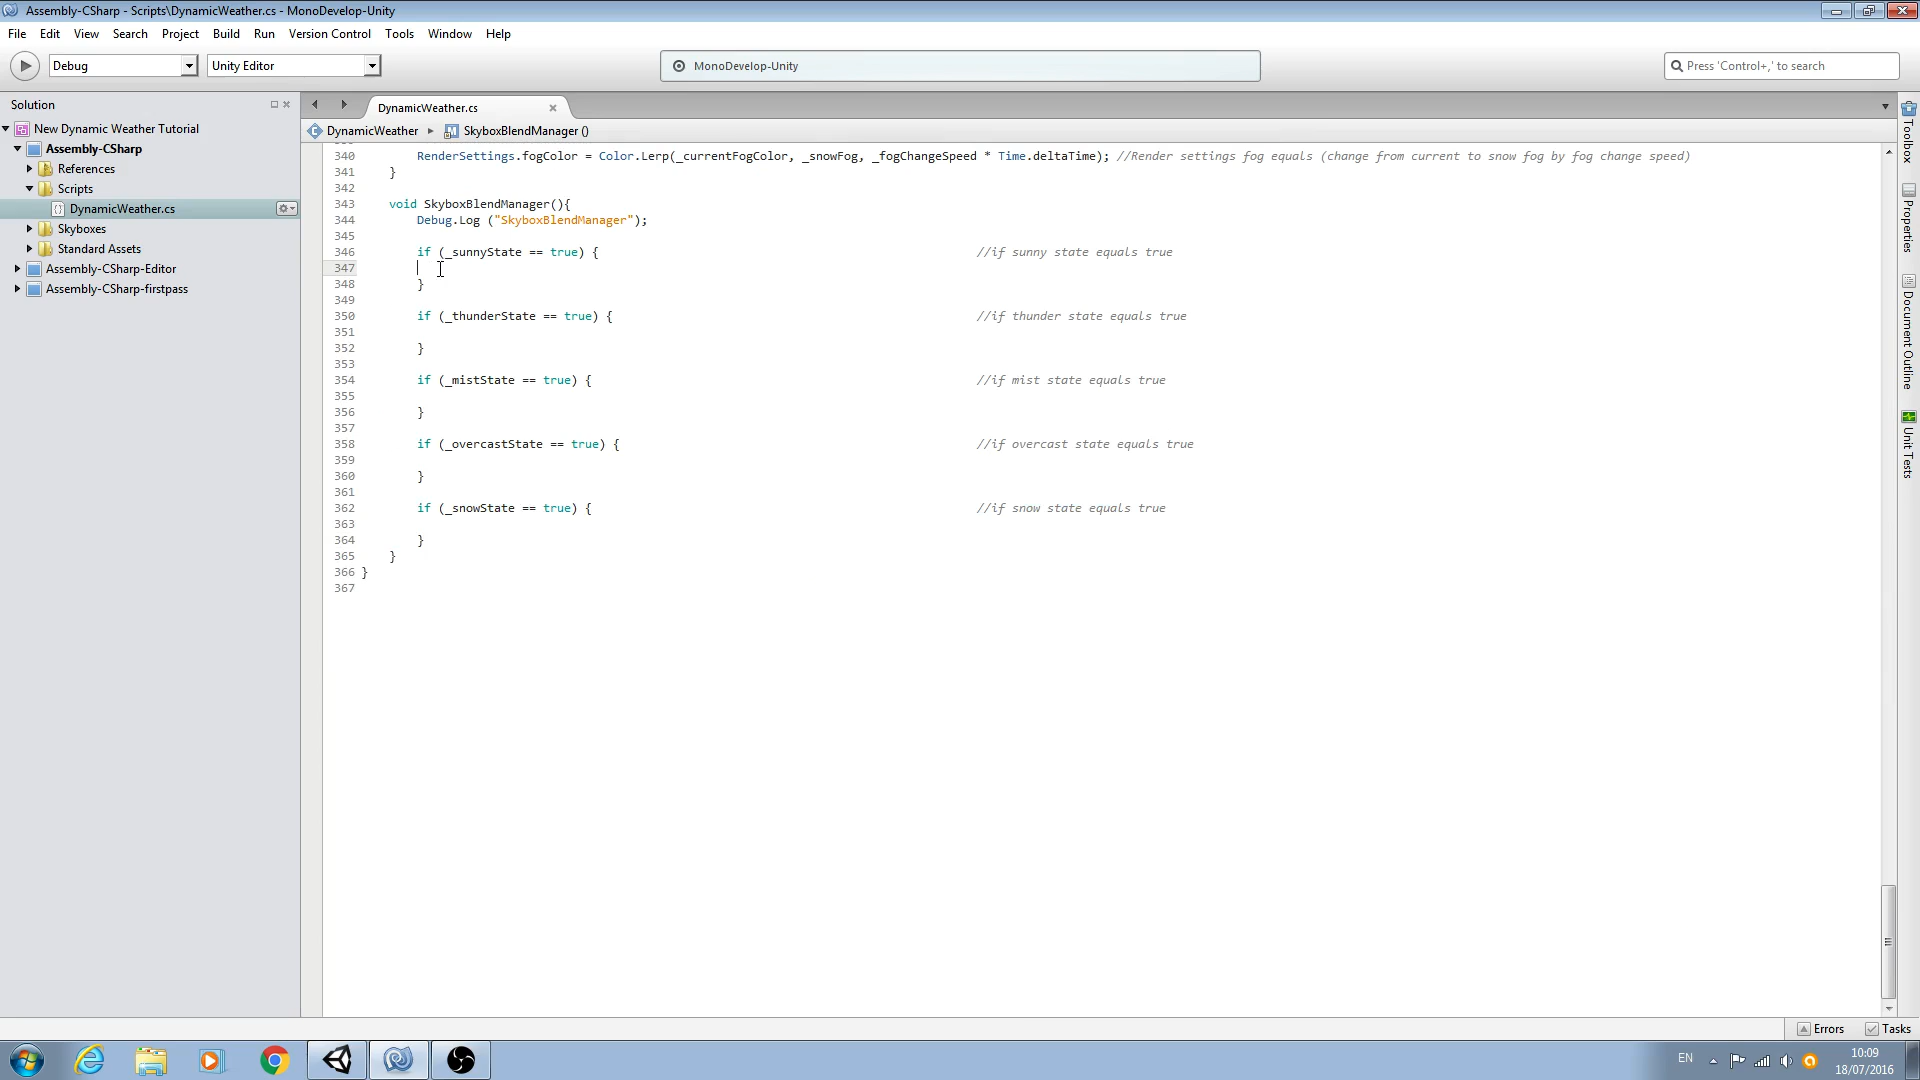 Assembly-CSharp - Scripts\DynamicWeather.cs - MonoDevelop-Unity
File Edit View Search Project Build Run Version Control Tools Window Help
Debug
Unity Editor
MonoDevelop-Unity
Press 'Control+,' to search
Solution
New Dynamic Weather Tutorial
Assembly-CSharp
References
Scripts
DynamicWeather.cs
Skyboxes
Standard Assets
Assembly-CSharp-Editor
Assembly-CSharp-firstpass
DynamicWeather.cs
DynamicWeather SkyboxBlendManager ()
340 RenderSettings.fogColor = Color.Lerp(_currentFogColor, _snowFog, _fogChangeSpeed * Time.deltaTime); //Render settings fog equals (change from current to snow fog by fog change speed)
341 }
342
343 void SkyboxBlendManager(){
344 Debug.Log ("SkyboxBlendManager");
345
346 if (_sunnyState == true) { //if sunny state equals true
347
348 }
349
350 if (_thunderState == true) { //if thunder state equals true
351
352 }
353
354 if (_mistState == true) { //if mist state equals true
355
356 }
357
358 if (_overcastState == true) { //if overcast state equals true
359
360 }
361
362 if (_snowState == true) { //if snow state equals true
363
364 }
365 }
366 }
367
Toolbox
Properties
Document Outline
Unit Tests
Errors
Tasks
EN
10:09
18/07/2016